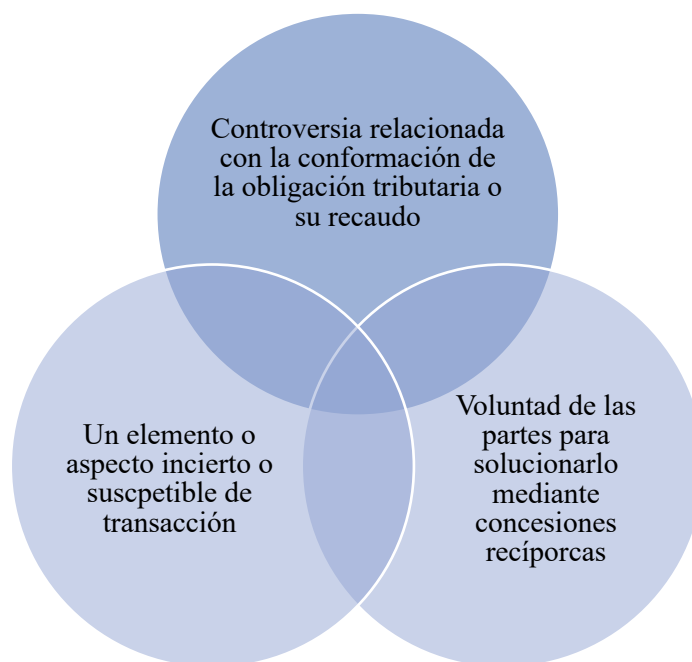 Controversia relacionada
con la conformación de
la obligación tributaria o
su recaudo
Un elemento o
aspecto incierto o
suscpetible de
transacción
Voluntad de las
partes para
solucionarlo
mediante
concesiones
recíporcas